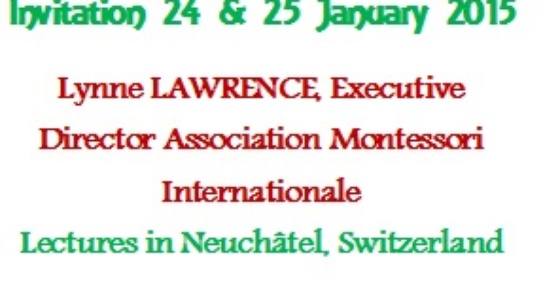 Invitation 24 & 25 January 2015
Lynne LAWRENCE, Executive
Director Association Montessori
Internationale
Lectures in Neuchâtel, Switzerland